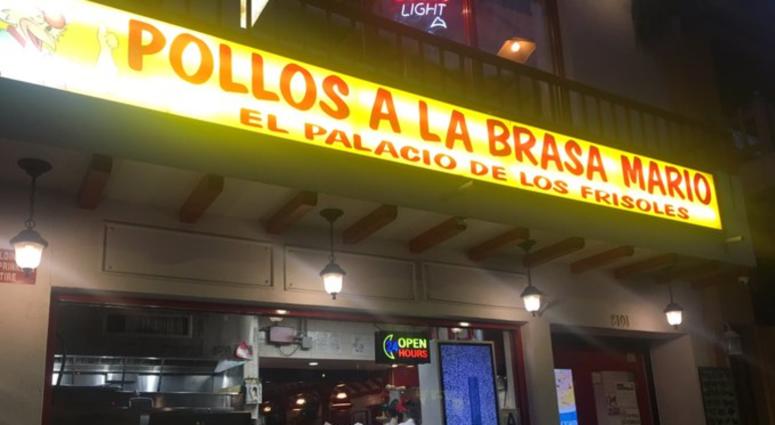 LIGHT
POLLOS A LA BRASA MARIO
EL PALACIO DE LOS FRISOLES
OPEN
HOURS